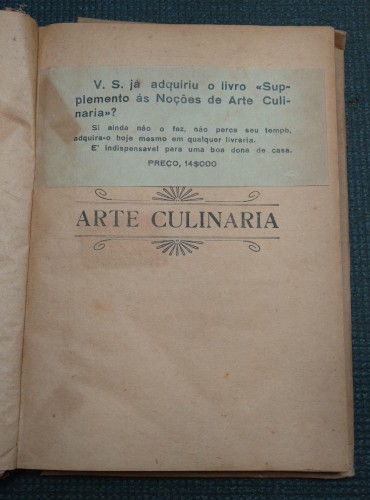 V. S. já adquiriu o livro «Sup-
plemento ás Noções de Arte Culi-
naria»?
Si ainda não o fez, não perca seu tempo,
adquira-o hoje mesmo em qualquer livraria.
E' indispensavel para uma boa dona de casa.
PREÇO, 14$000
ARTE CULINARIA